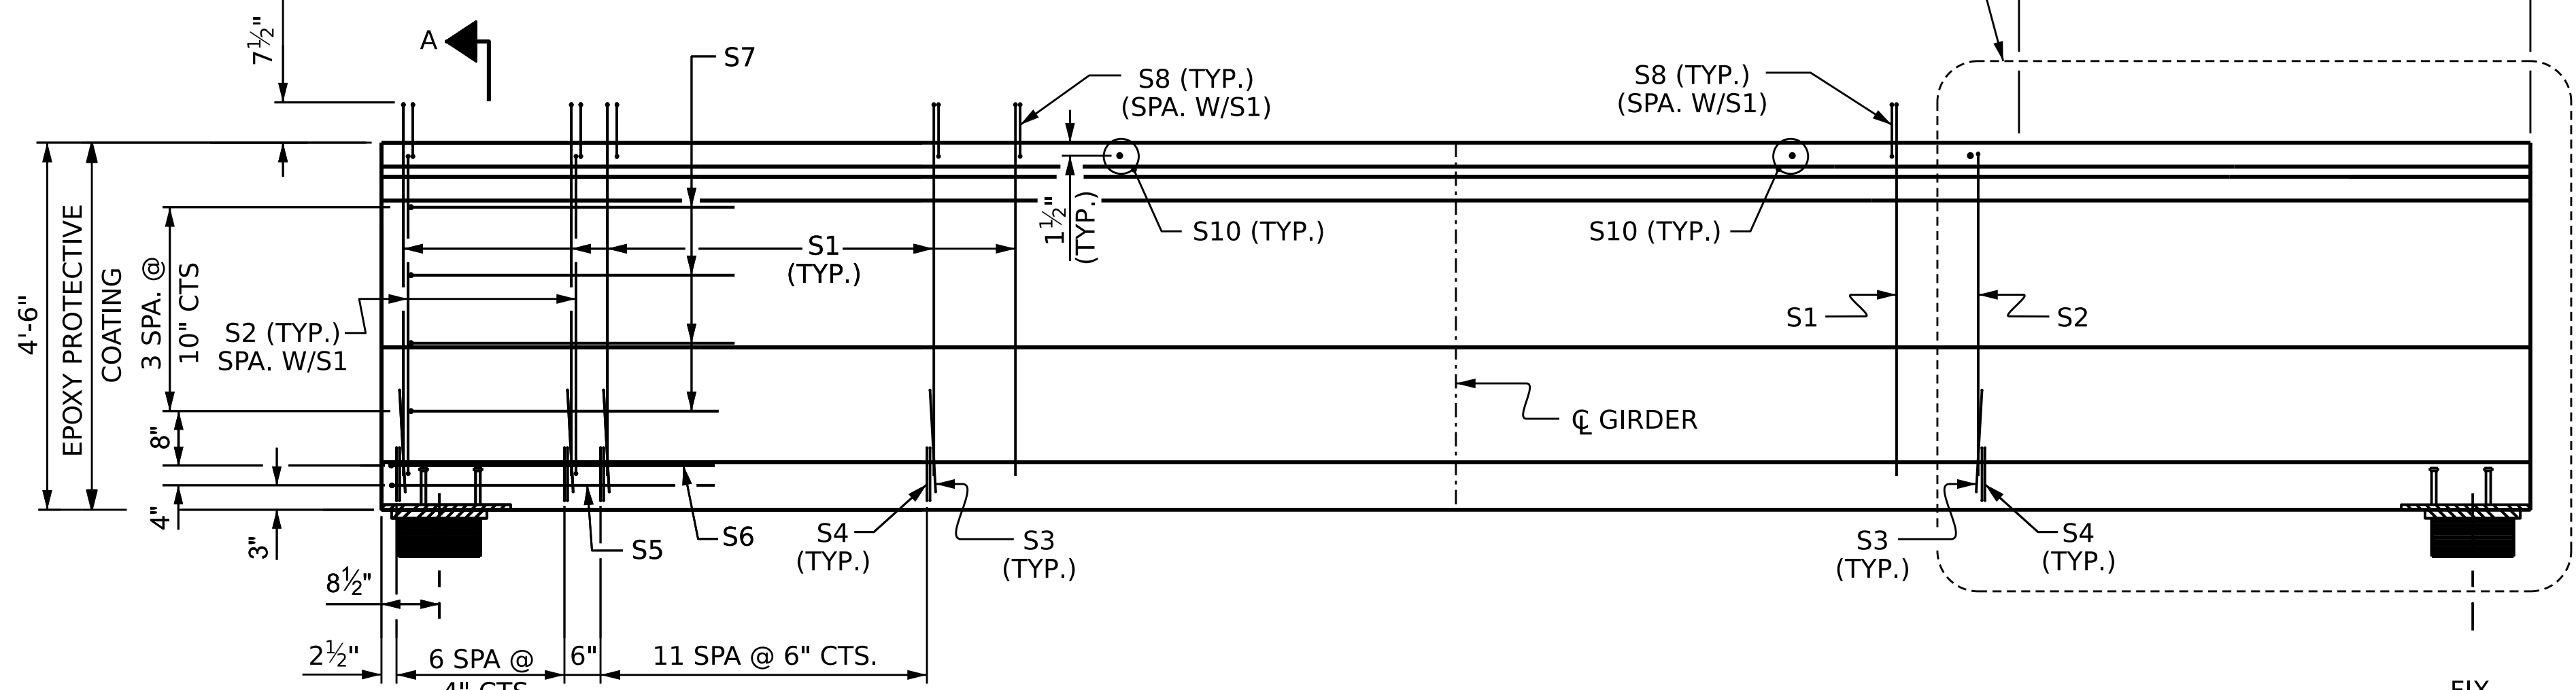 7½"
A
S7
S8 (TYP.)
(SPA. W/S1)
S8 (TYP.)
(SPA. W/S1)
4'-6"
EPOXY PROTECTIVE
COATING
3 SPA. @
10" CTS
S2 (TYP.)
SPA. W/S1
S1
(TYP.)
1½"
(TYP.)
S10 (TYP.)
S10 (TYP.)
S1
S2
℄ GIRDER
8"
4"
3"
S5
S6
S4
(TYP.)
S3
(TYP.)
S3
(TYP.)
S4
(TYP.)
8½"
2½"
6 SPA @
4" CTS
6"
11 SPA @ 6" CTS.
FIX